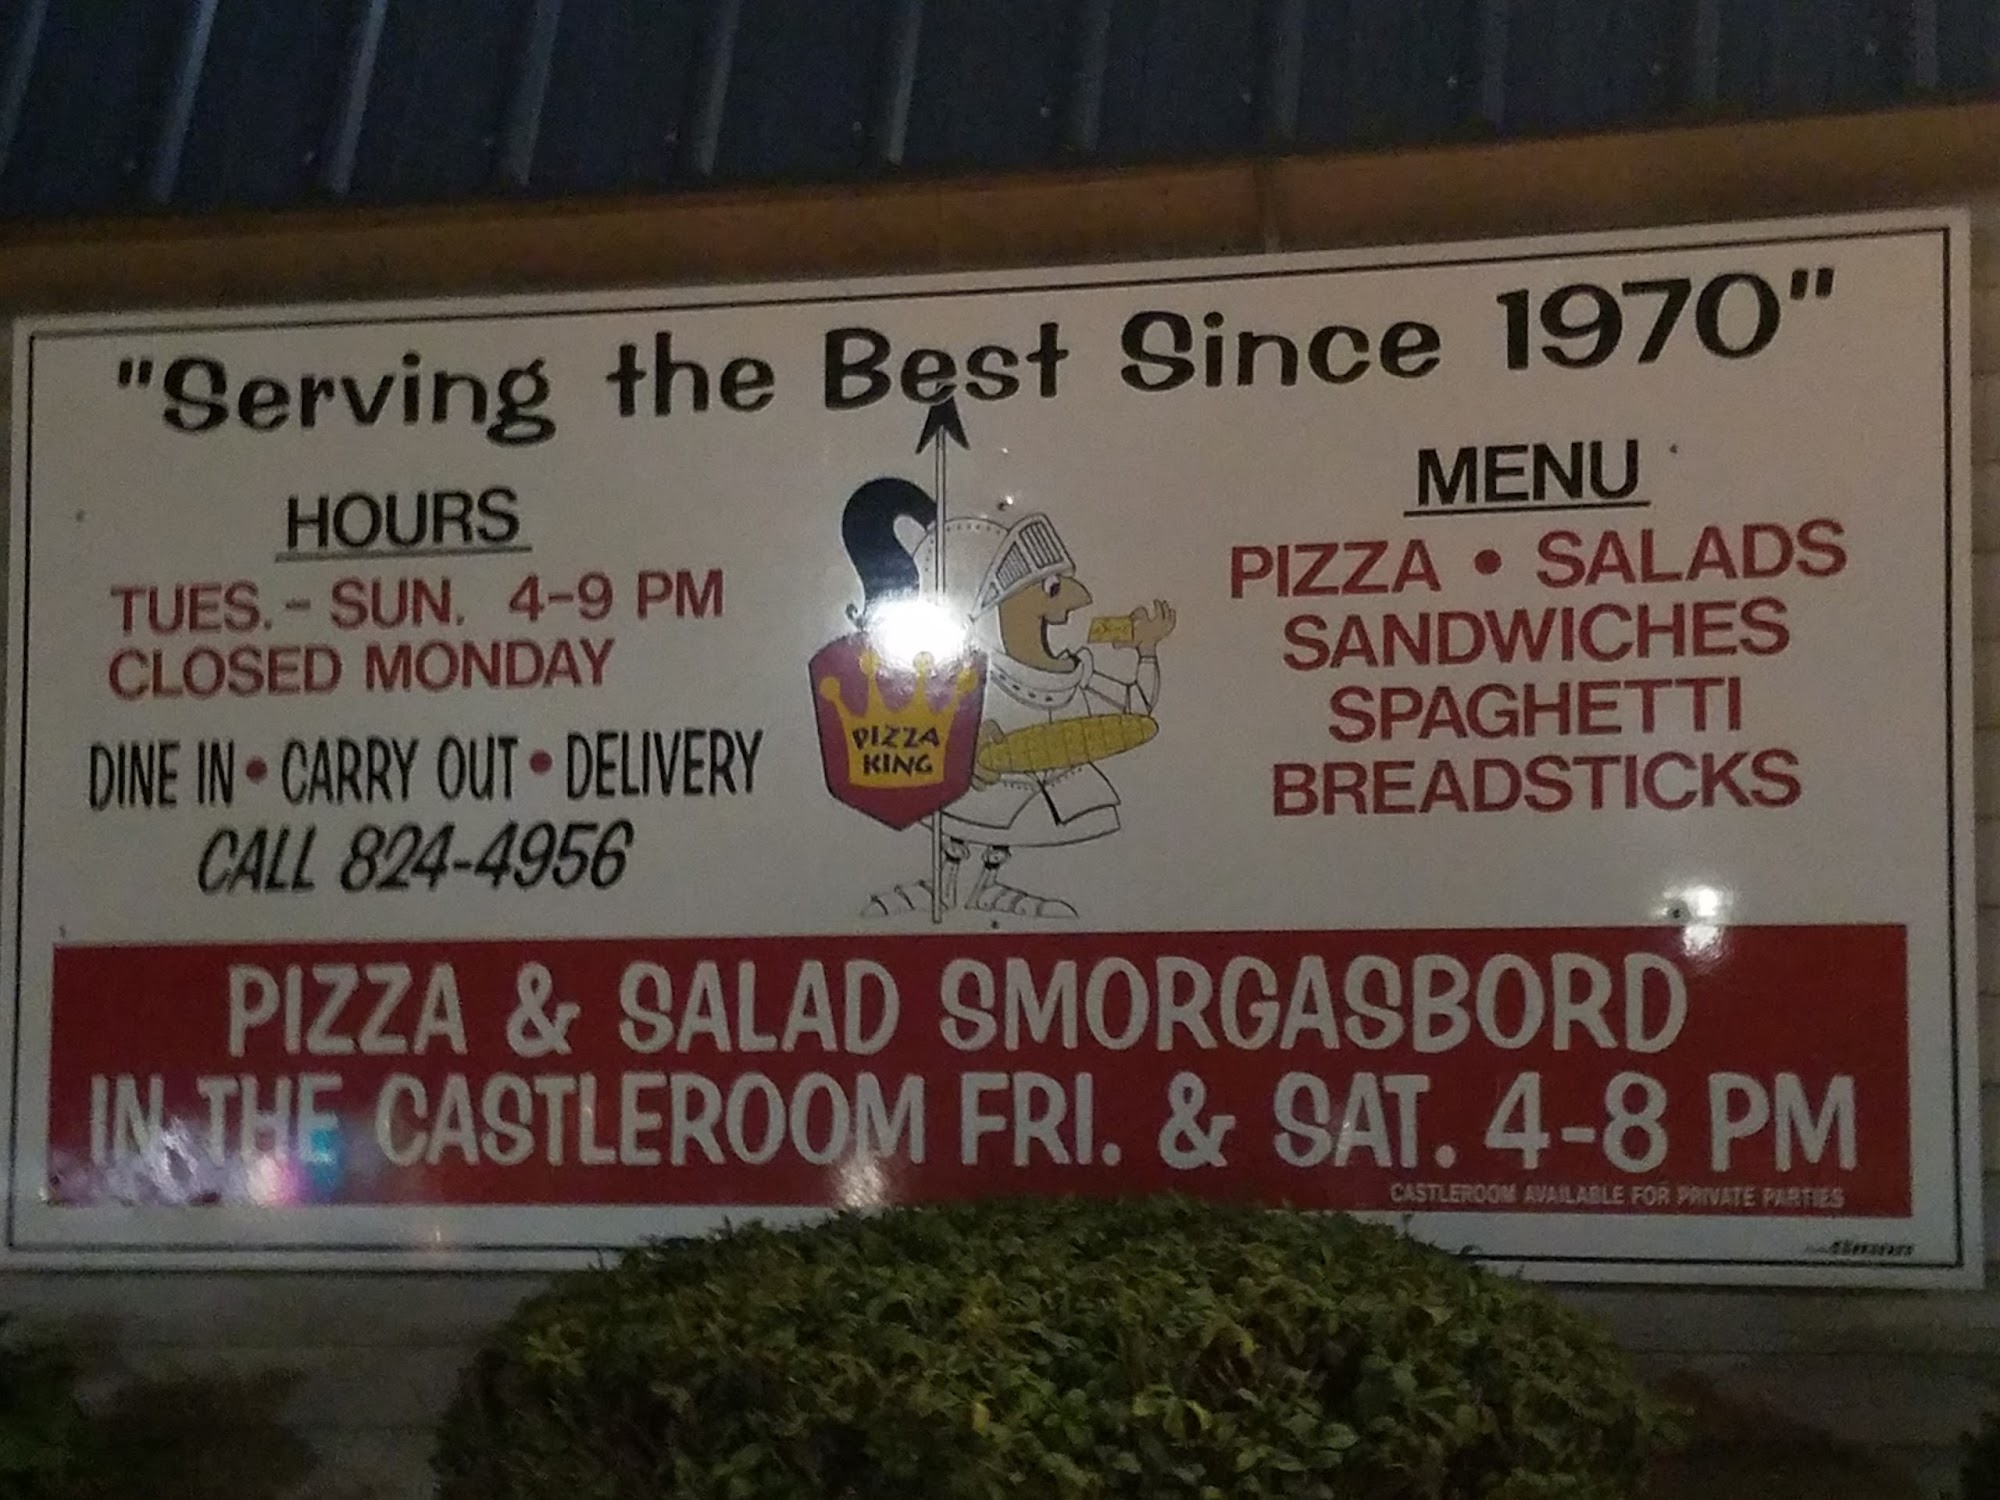 "Serving the Best Since 1970"
HOURS
TUES. - SUN. 4-9 PM
CLOSED MONDAY
DINE IN • CARRY OUT • DELIVERY
CALL 824-4956
PIZZA
KING
MENU
PIZZA • SALADS
SANDWICHES
SPAGHETTI
BREADSTICKS
PIZZA & SALAD SMORGASBORD
IN THE CASTLEROOM FRI. & SAT. 4-8 PM
CASTLEROOM AVAILABLE FOR PRIVATE PARTIES